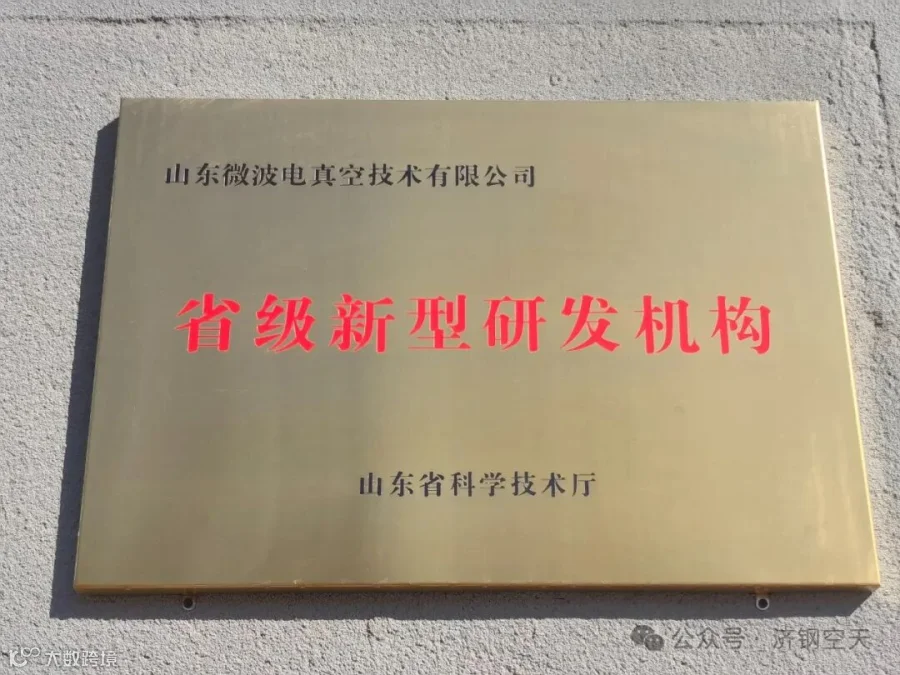 山东微波电真空技术有限公司
省级新型研发机构
山东省科学技术厅
公众号·济钢空天
大数跨境